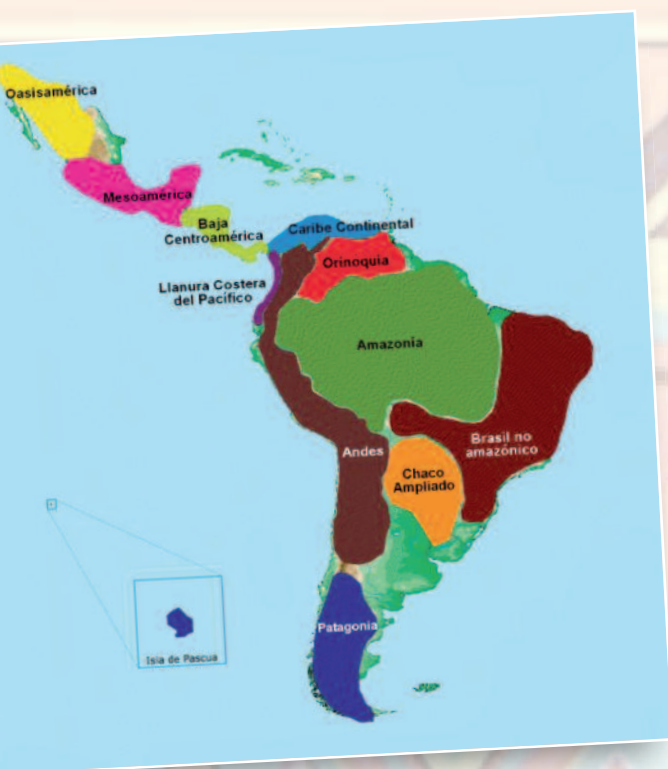 Oasisamérica
Mesoamérica
Baja
Centroamérica
Caribe Continental
Orinoquia
Llanura Costera
del Pacífico
Amazonía
Brasil no
amazónico
Andes
Chaco
Ampliado
Patagonia
Isla de Pascua